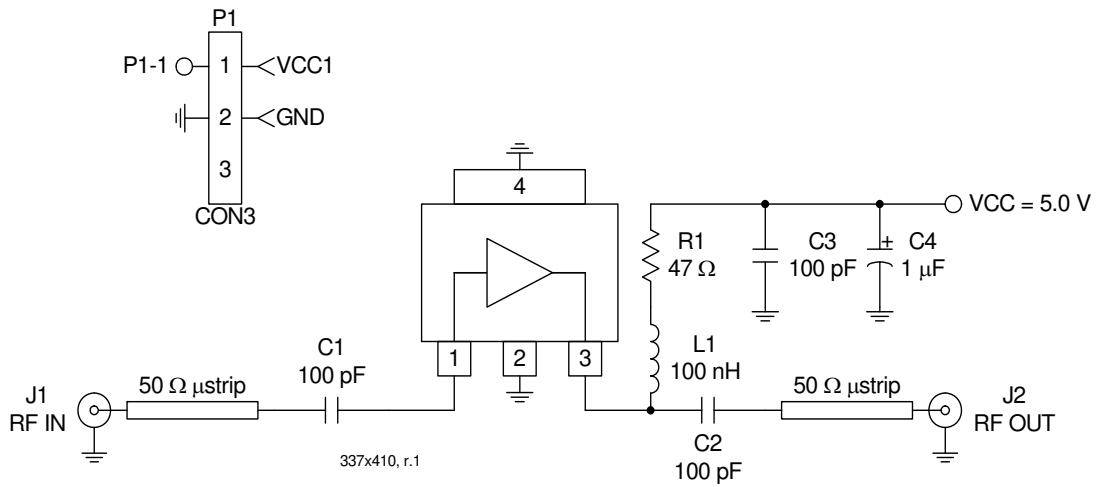 P1
P1-1
1
VCC1
2
GND
3
CON3
4
1
2
3
VCC = 5.0 V
R1
47 Ω
C3
100 pF
C4
1 µF
+
L1
100 nH
C1
100 pF
J1
RF IN
50 Ω µstrip
C2
100 pF
50 Ω µstrip
J2
RF OUT
337x410, r.1